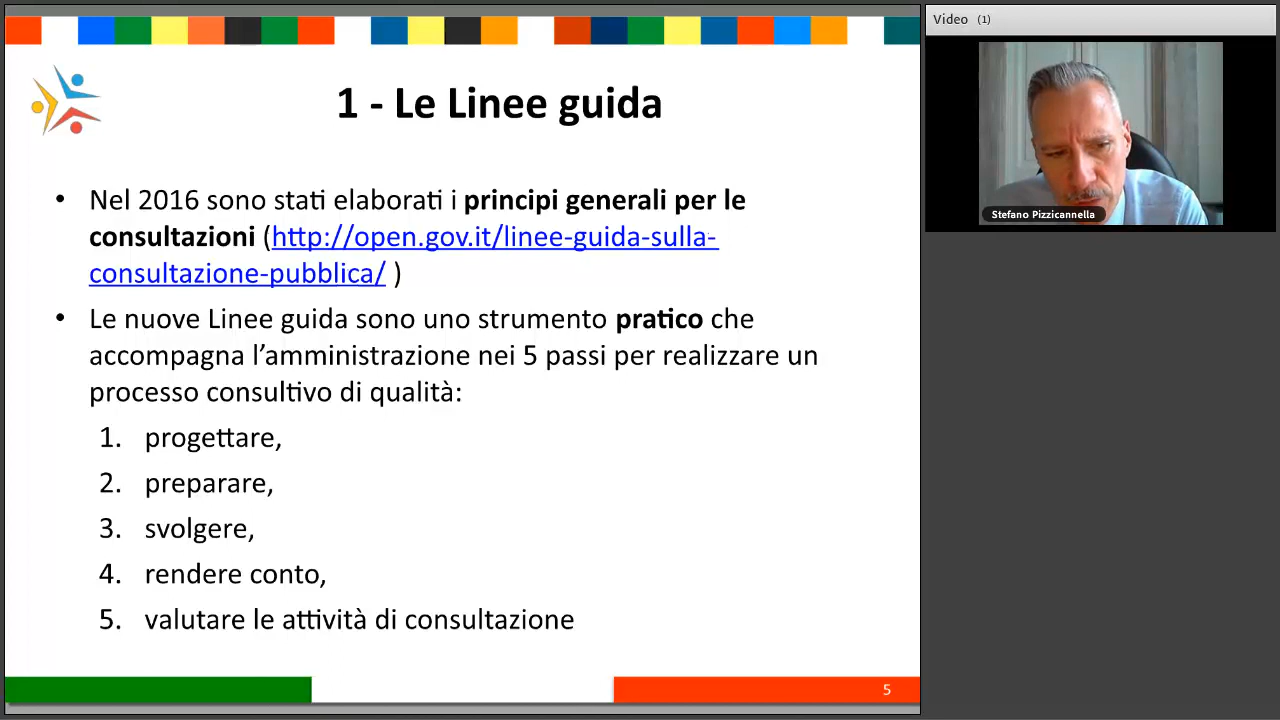 1 - Le Linee guida
• Nel 2016 sono stati elaborati i principi generali per le
consultazioni (http://open.gov.it/linee-guida-sulla-
consultazione-pubblica/ )
• Le nuove Linee guida sono uno strumento pratico che
accompagna l’amministrazione nei 5 passi per realizzare un
processo consultivo di qualità:
1. progettare,
2. preparare,
3. svolgere,
4. rendere conto,
5. valutare le attività di consultazione
5
Video (1)
Stefano Pizzicannella